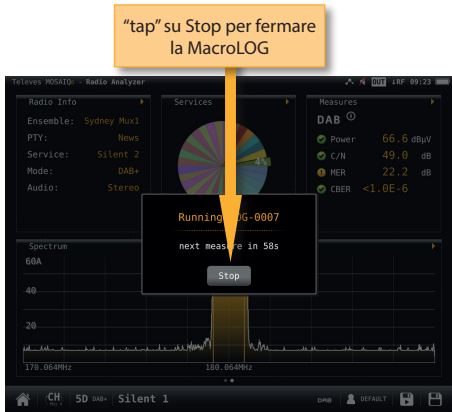 “tap” su Stop per fermare
la MacroLOG
Televes MOSAIQ6 - Radio Analyzer
OUT ↓RF 09:23
Radio Info
Services
Measures
Ensemble: Sydney Mux1
PTY: News
Service: Silent 2
Mode: DAB+
Audio: Stereo
4%
DAB
Power 66.6 dBµV
C/N 49.0 dB
MER 22.2 dB
CBER <1.0E-6
Running OG-0007
next measure in 58s
Stop
Spectrum
60A
40
20
170.064MHz 180.064MHz
CH 5D DAB+ Silent 1 DAB DEFAULT